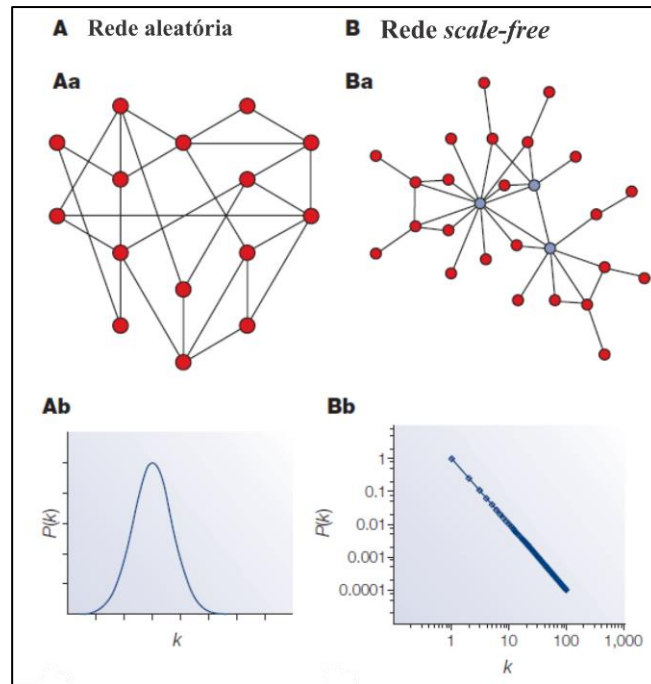 A Rede aleatória
B Rede scale-free
Aa
Ba
Ab
P(k)
k
Bb
P(k)
1
0.1
0.01
0.001
0.0001
1 10 100 1,000
k